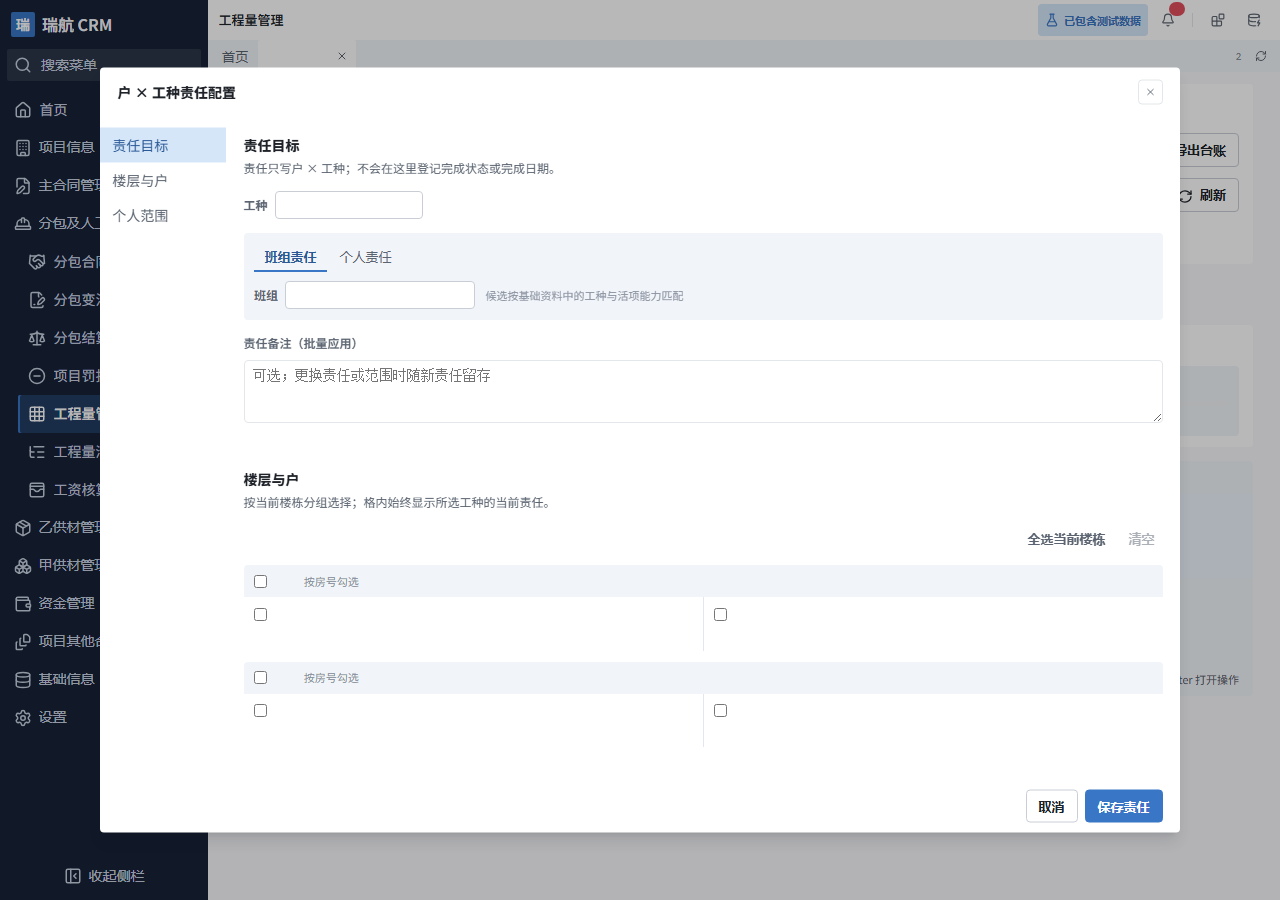 瑞 瑞航 CRM
搜索菜单
首页
项目信息
主合同管理
分包及人工
分包合同
分包变
分包结算
项目罚
工程量管
工程量
工资核算
乙供材管理
甲供材管理
资金管理
项目其他合
基础信息
设置
收起侧栏
工程量管理
已包含测试数据
首页
2
导出台账
刷新
ter 打开操作
户 × 工种责任配置
责任目标
楼层与户
个人范围
责任目标
责任只写户 × 工种；不会在这里登记完成状态或完成日期。
工种
班组责任 个人责任
班组 候选按基础资料中的工种与活项能力匹配
责任备注（批量应用）
可选；更换责任或范围时随新责任留存
楼层与户
按当前楼栋分组选择；格内始终显示所选工种的当前责任。
全选当前楼栋 清空
按房号勾选
按房号勾选
取消 保存责任